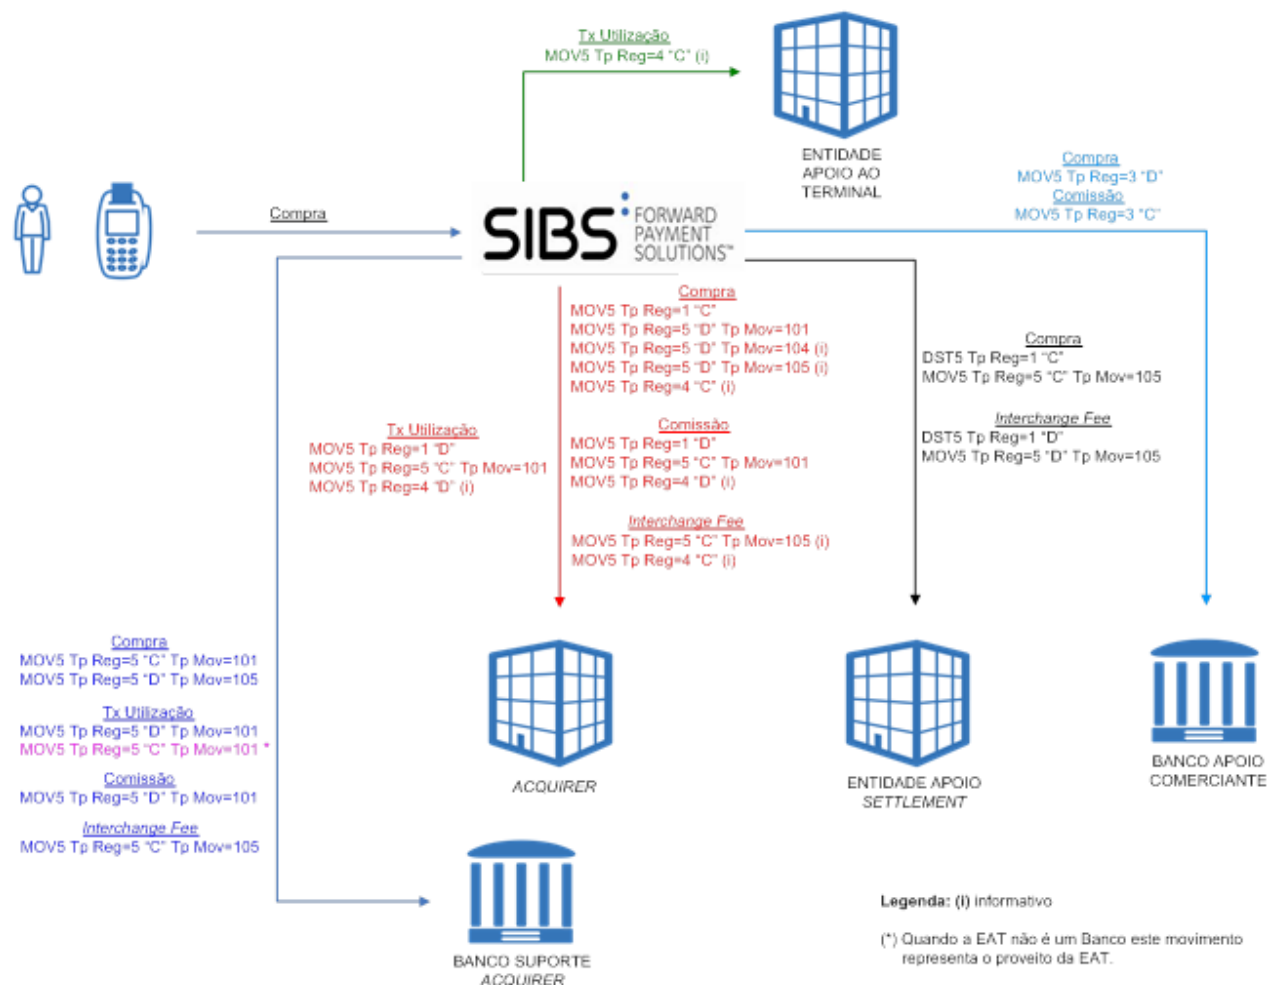 Tx Utilização
MOV5 Tp Reg=4 “C” (i)
ENTIDADE
APOIO AO
TERMINAL
Compra
MOV5 Tp Reg=3 “D”
Comissão
MOV5 Tp Reg=3 “C”
Compra
SIBS FORWARD
PAYMENT
SOLUTIONS™
Compra
MOV5 Tp Reg=1 “C”
MOV5 Tp Reg=5 “D” Tp Mov=101
MOV5 Tp Reg=5 “D” Tp Mov=104 (i)
MOV5 Tp Reg=5 “D” Tp Mov=105 (i)
MOV5 Tp Reg=4 “C” (i)
Compra
DST5 Tp Reg=1 “C”
MOV5 Tp Reg=5 “C” Tp Mov=105
Tx Utilização
MOV5 Tp Reg=1 “D”
MOV5 Tp Reg=5 “C” Tp Mov=101
MOV5 Tp Reg=4 “D” (i)
Comissão
MOV5 Tp Reg=1 “D”
MOV5 Tp Reg=5 “C” Tp Mov=101
MOV5 Tp Reg=4 “D” (i)
Interchange Fee
DST5 Tp Reg=1 “D”
MOV5 Tp Reg=5 “D” Tp Mov=105
Interchange Fee
MOV5 Tp Reg=5 “C” Tp Mov=105 (i)
MOV5 Tp Reg=4 “C” (i)
Compra
MOV5 Tp Reg=5 “C” Tp Mov=101
MOV5 Tp Reg=5 “D” Tp Mov=105
Tx Utilização
MOV5 Tp Reg=5 “D” Tp Mov=101
MOV5 Tp Reg=5 “C” Tp Mov=101 *
Comissão
MOV5 Tp Reg=5 “D” Tp Mov=101
Interchange Fee
MOV5 Tp Reg=5 “C” Tp Mov=105
ACQUIRER
ENTIDADE APOIO
SETTLEMENT
BANCO APOIO
COMERCIANTE
BANCO SUPORTE
ACQUIRER
Legenda: (i) informativo
(*) Quando a EAT não é um Banco este movimento
representa o proveito da EAT.